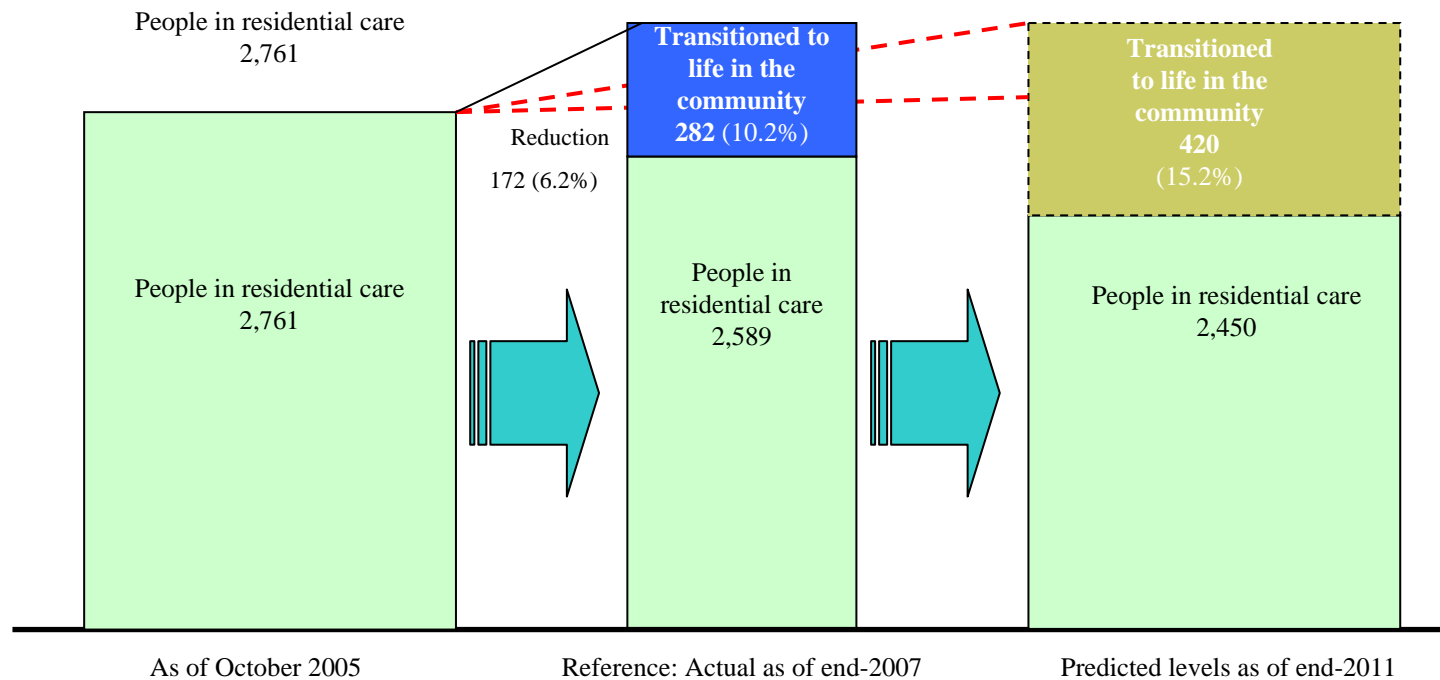 People in residential care
2,761
People in residential care
2,761
Reduction
172 (6.2%)
Transitioned to
life in the
community
282 (10.2%)
People in
residential care
2,589
Transitioned
to life in the
community
420
(15.2%)
People in residential care
2,450
As of October 2005
Reference: Actual as of end-2007
Predicted levels as of end-2011